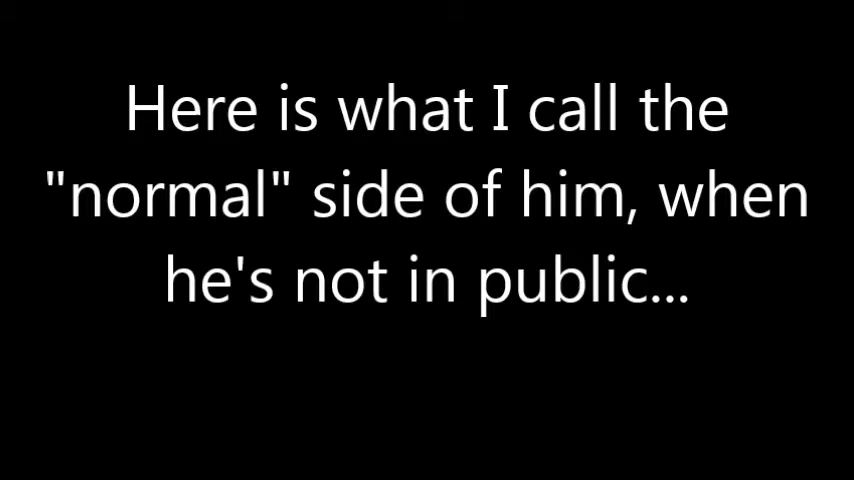 Here is what I call the
"normal" side of him, when
he's not in public...